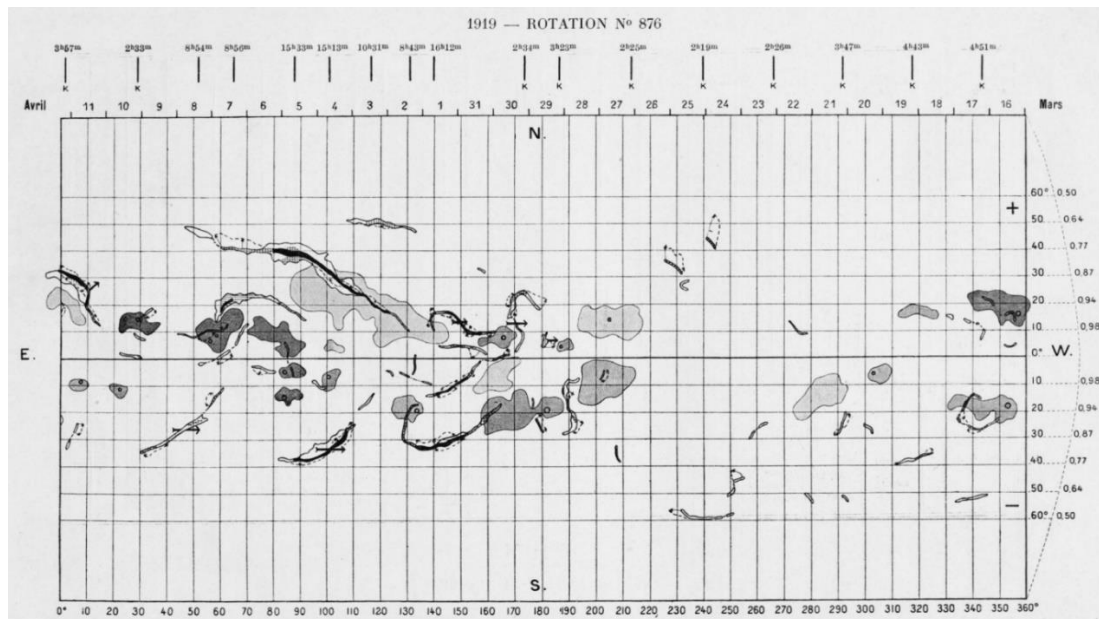 1919 — ROTATION Nº 876
3ʰ57ᵐ 2ʰ33ᵐ 8ʰ54ᵐ 8ʰ56ᵐ 15ʰ33ᵐ 15ʰ13ᵐ 10ʰ31ᵐ 8ʰ43ᵐ 16ʰ12ᵐ 2ʰ34ᵐ 3ʰ23ᵐ 2ʰ25ᵐ 2ʰ19ᵐ 2ʰ26ᵐ 3ʰ47ᵐ 4ʰ43ᵐ 4ʰ51ᵐ
K K K K K K K K K K
Avril 11 10 9 8 7 6 5 4 3 2 1 31 30 29 28 27 26 25 24 23 22 21 20 19 18 17 16 Mars
N.
60° 0,50
+
50 0,64
40 0,77
30 0,87
20 0,94
10 0,98
E. 0° W.
10 0,98
20 0,94
30 0,87
40 0,77
50 0,64
—
60° 0,50
S.
0° 10 20 30 40 50 60 70 80 90 100 110 120 130 140 150 160 170 180 190 200 210 220 230 240 250 260 270 280 290 300 310 320 330 340 350 360°